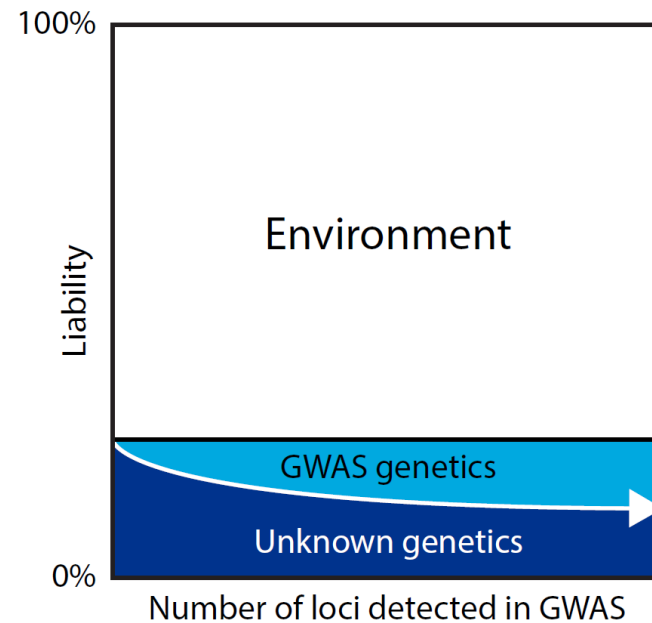 100%
Environment
Liability
GWAS genetics
Unknown genetics
0%
Number of loci detected in GWAS